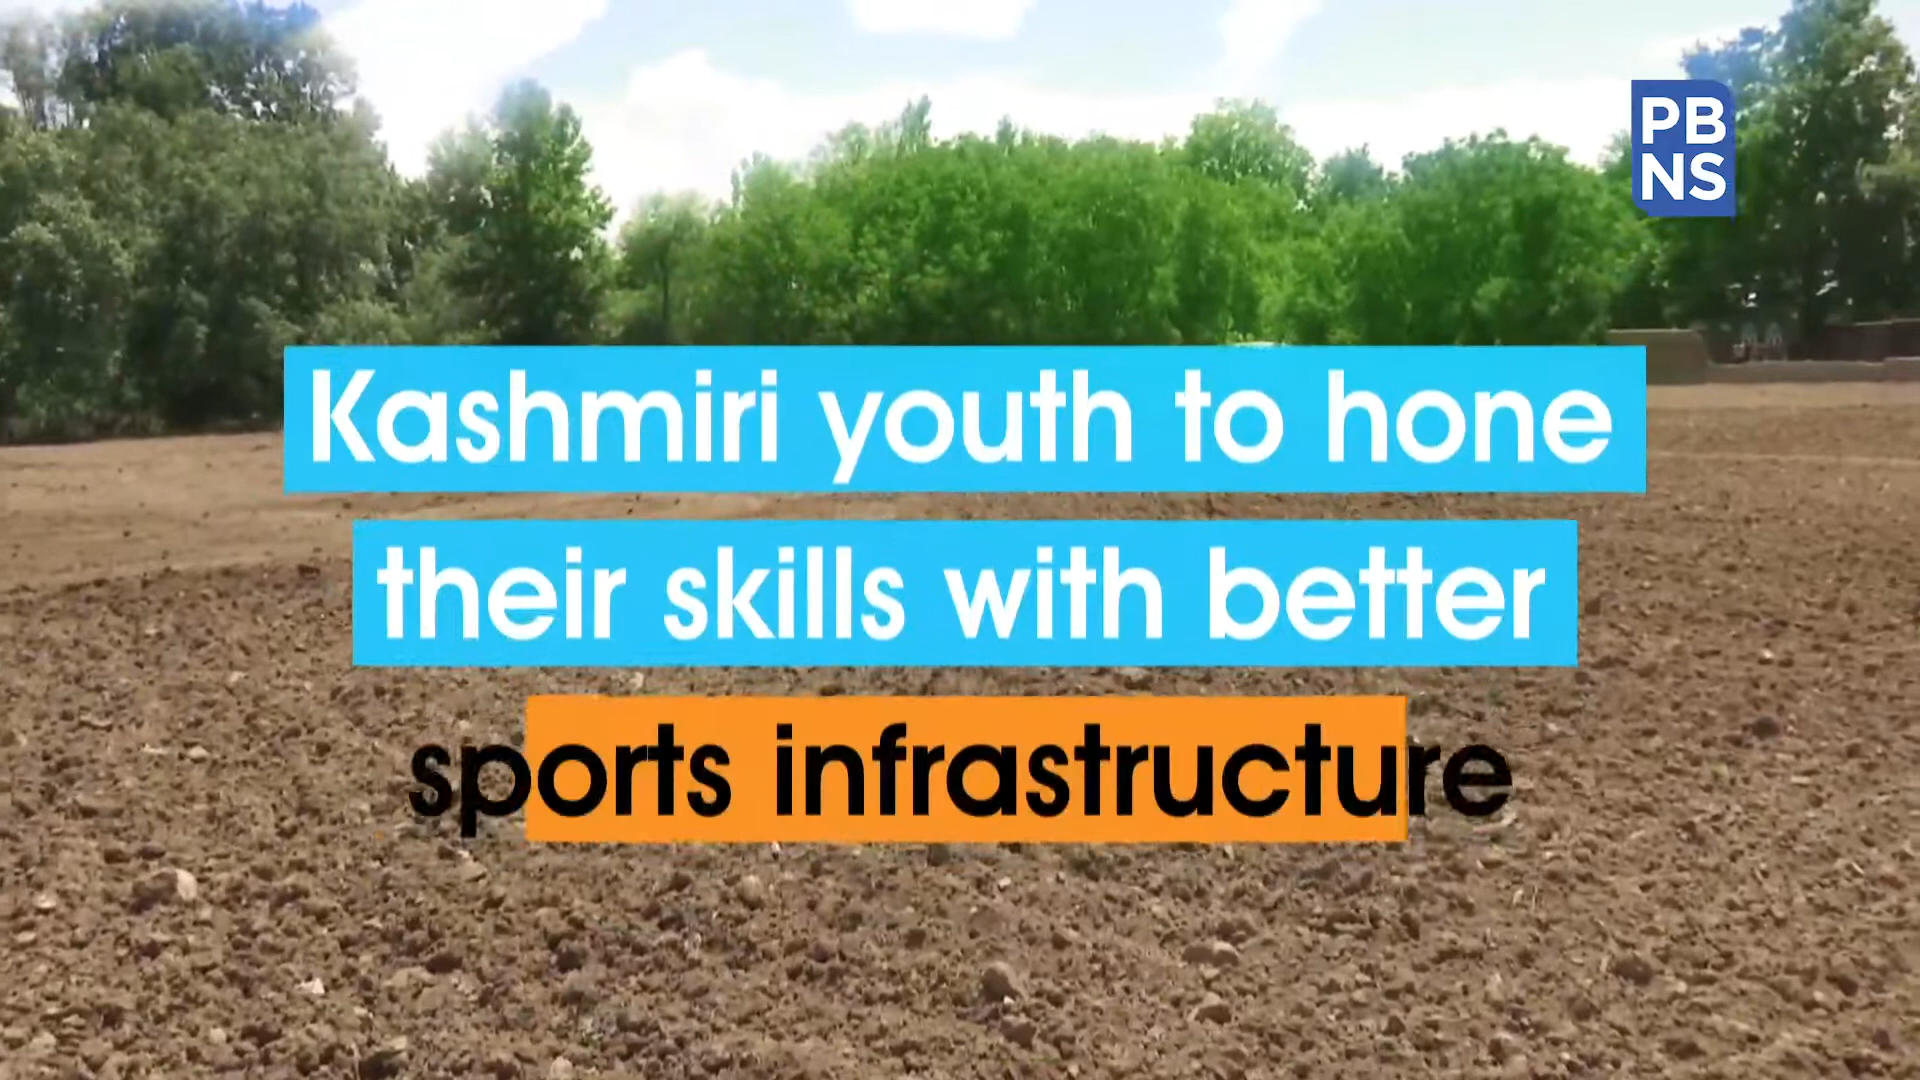 PB
NS
Kashmiri youth to hone
their skills with better
sports infrastructure